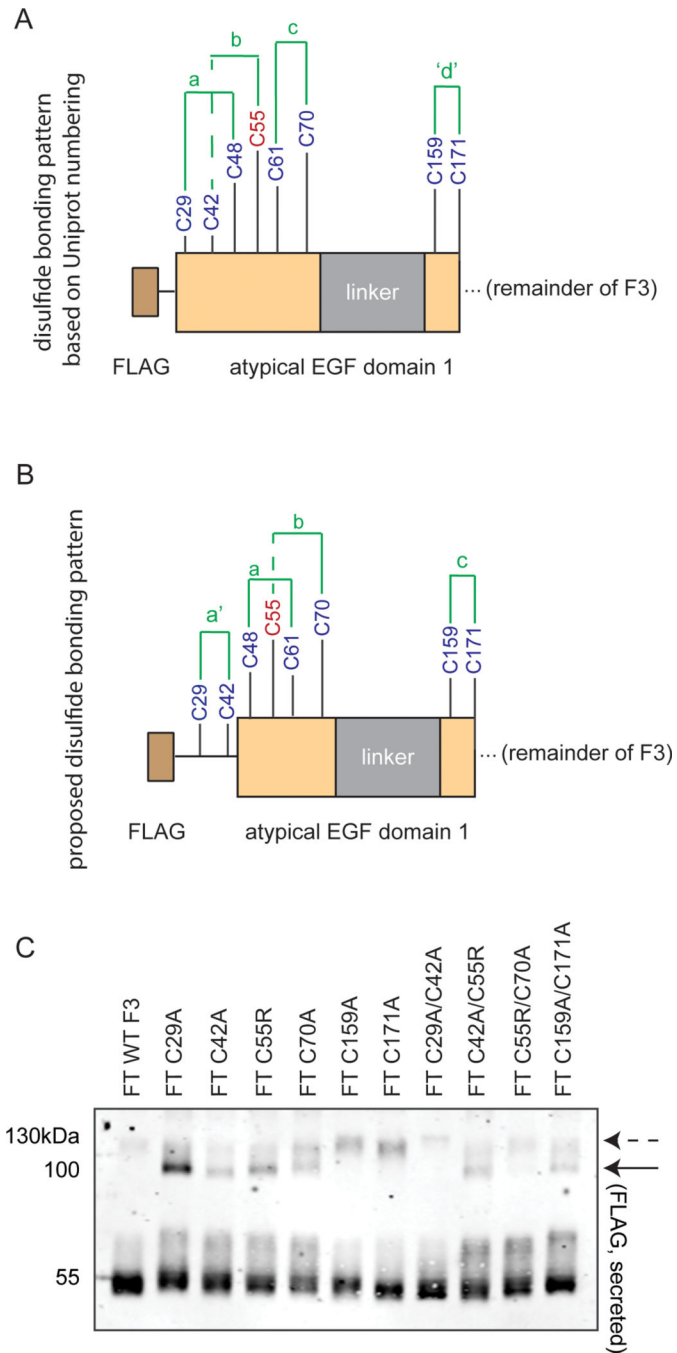 A
disulfide bonding pattern
based on Uniprot numbering
a
b
c
'd'
C29
C42
C48
C55
C61
C70
C159
C171
linker
... (remainder of F3)
FLAG
atypical EGF domain 1
B
proposed disulfide bonding pattern
a'
a
b
c
C29
C42
C48
C55
C61
C70
C159
C171
linker
... (remainder of F3)
FLAG
atypical EGF domain 1
C
FT WT F3
FT C29A
FT C42A
FT C55R
FT C70A
FT C159A
FT C171A
FT C29A/C42A
FT C42A/C55R
FT C55R/C70A
FT C159A/C171A
130kDa
100
55
(FLAG, secreted)